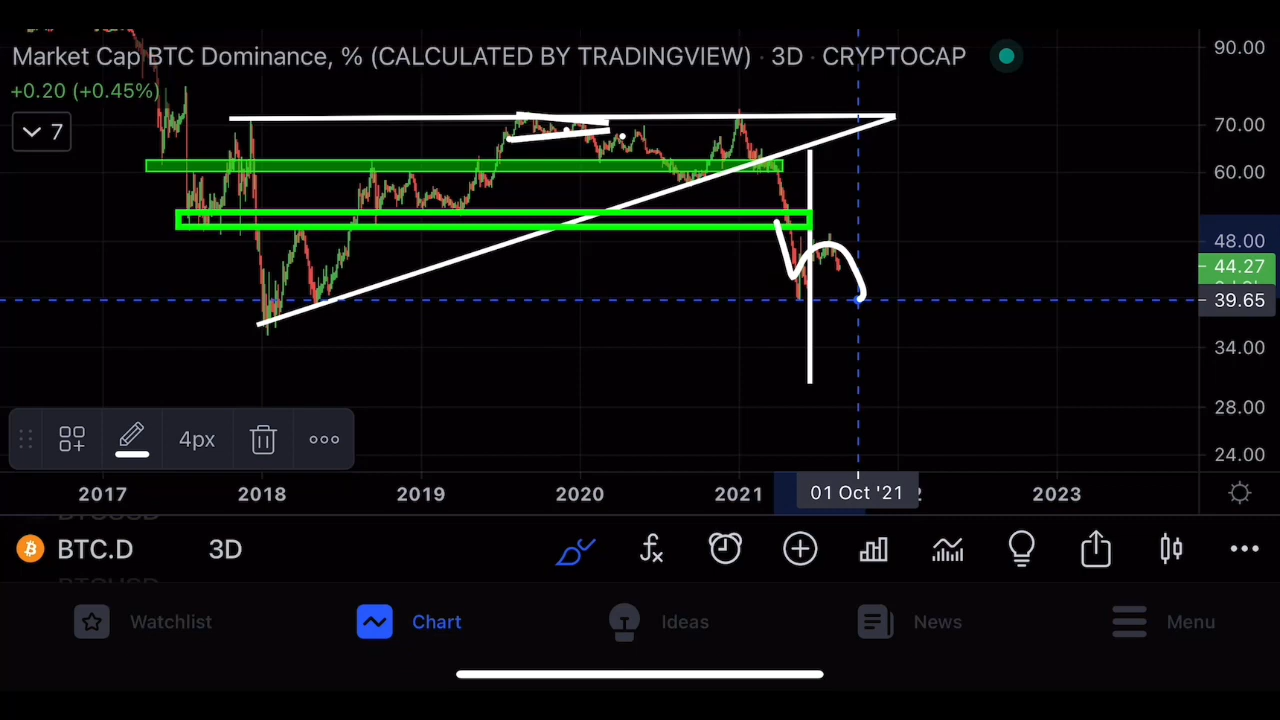 Market Cap BTC Dominance, % (CALCULATED BY TRADINGVIEW) · 3D · CRYPTOCAP
+0.20 (+0.45%)
7
90.00
70.00
60.00
48.00
44.27
39.65
34.00
28.00
24.00
4px
2017 2018 2019 2020 2021 01 Oct '21 2023
BTC.D 3D
Watchlist Chart Ideas News Menu